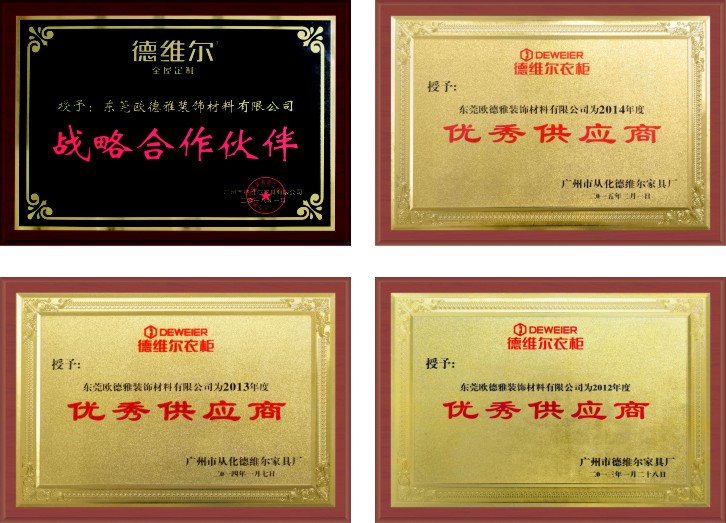 德维尔
全屋定制
授予：东莞欧德雅装饰材料有限公司
战略合作伙伴
DEWEIER
德维尔衣柜
授予：
东莞欧德雅装饰材料有限公司为2014年度
优秀供应商
广州市从化德维尔家具厂
二〇一五年二月一日
DEWEIER
德维尔衣柜
授予：
东莞欧德雅装饰材料有限公司为2013年度
优秀供应商
广州市从化德维尔家具厂
二〇一四年一月七日
DEWEIER
德维尔衣柜
授予：
东莞欧德雅装饰材料有限公司为2012年度
优秀供应商
广州市德维尔家具厂
二〇一三年一月二十八日